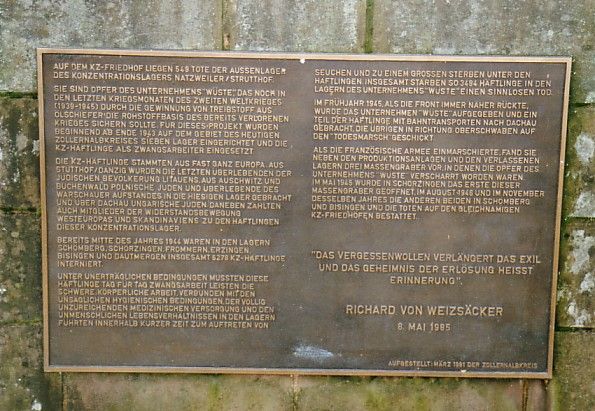 AUF DEM KZ-FRIEDHOF LIEGEN 549 TOTE DER AUSSENLAGER
DES KONZENTRATIONSLAGERS NATZWEILER/STRUTTHOF.
SIE SIND OPFER DES UNTERNEHMENS "WÜSTE", DAS NOCH IN
DEN LETZTEN KRIEGSMONATEN DES ZWEITEN WELTKRIEGES
(1939-1945) DURCH DIE GEWINNUNG VON TREIBSTOFF AUS
ÖLSCHIEFER DIE ROHSTOFFBASIS DES BEREITS VERLORENEN
KRIEGES SICHERN SOLLTE. FÜR DIESES PROJEKT WURDEN
BEGINNEND AB ENDE 1943 AUF DEM GEBIET DES HEUTIGEN
ZOLLERNALBKREISES SIEBEN LAGER EINGERICHTET UND DIE
KZ-HÄFTLINGE ALS ZWANGSARBEITER EINGESETZT.
DIE KZ-HÄFTLINGE STAMMTEN AUS FAST GANZ EUROPA. AUS
STUTTHOF/DANZIG WURDEN DIE LETZTEN ÜBERLEBENDEN DER
JÜDISCHEN BEVÖLKERUNG LITAUENS, AUS AUSCHWITZ UND
BUCHENWALD POLNISCHE JUDEN UND ÜBERLEBENDE DES
WARSCHAUER AUFSTANDES IN DIE HIESIGEN LAGER GEBRACHT
UND ÜBER DACHAU UNGARISCHE JUDEN. DANEBEN ZÄHLTEN
AUCH MITGLIEDER DER WIDERSTANDSBEWEGUNG
WESTEUROPAS UND SKANDINAVIENS ZU DEN HÄFTLINGEN
DIESER KONZENTRATIONSLAGER.
BEREITS MITTE DES JAHRES 1944 WAREN IN DEN LAGERN
SCHÖMBERG, SCHÖRZINGEN, FROMMERN, ERZINGEN,
BISINGEN UND DAUTMERGEN INSGESAMT 5278 KZ-HÄFTLINGE
INTERNIERT.
UNTER UNERTRÄGLICHEN BEDINGUNGEN MUSSTEN DIESE
HÄFTLINGE TAG FÜR TAG ZWANGSARBEIT LEISTEN. DIE
SCHWERE, KÖRPERLICHE ARBEIT, VERBUNDEN MIT DEN
UNSÄGLICHEN HYGIENISCHEN BEDINGUNGEN, DER VÖLLIG
UNZUREICHENDEN MEDIZINISCHEN VERSORGUNG UND DEN
UNMENSCHLICHEN LEBENSVERHÄLTNISSEN IN DEN LAGERN
FÜHRTEN INNERHALB KURZER ZEIT ZUM AUFTRETEN VON
SEUCHEN UND ZU EINEM GROSSEN STERBEN UNTER DEN
HÄFTLINGEN. INSGESAMT STARBEN SO 3494 HÄFTLINGE IN DEN
LAGERN DES UNTERNEHMENS "WÜSTE" EINEN SINNLOSEN TOD.
IM FRÜHJAHR 1945, ALS DIE FRONT IMMER NÄHER RÜCKTE,
WURDE DAS UNTERNEHMEN "WÜSTE" AUFGEGEBEN UND EIN
TEIL DER HÄFTLINGE MIT BAHNTRANSPORTEN NACH DACHAU
GEBRACHT, DIE ÜBRIGEN IN RICHTUNG OBERSCHWABEN AUF
DEN "TODESMARSCH" GESCHICKT.
ALS DIE FRANZÖSISCHE ARMEE EINMARSCHIERTE, FAND SIE
NEBEN DEN PRODUKTIONSANLAGEN UND DEN VERLASSENEN
LAGERN DREI MASSENGRÄBER VOR, IN DENEN DIE OPFER DES
UNTERNEHMENS "WÜSTE" VERSCHARRT WORDEN WAREN.
IM MAI 1945 WURDE IN SCHÖRZINGEN DAS ERSTE DIESER
MASSENGRÄBER GEÖFFNET, IM AUGUST 1946 UND IM NOVEMBER
DESSELBEN JAHRES DIE ANDEREN BEIDEN IN SCHÖMBERG
UND BISINGEN UND DIE TOTEN AUF DEN GLEICHNAMIGEN
KZ-FRIEDHÖFEN BESTATTET.
"DAS VERGESSENWOLLEN VERLÄNGERT DAS EXIL
UND DAS GEHEIMNIS DER ERLÖSUNG HEISST
ERINNERUNG".
RICHARD VON WEIZSÄCKER
8. MAI 1985
AUFGESTELLT: MÄRZ 1991 DER ZOLLERNALBKREIS